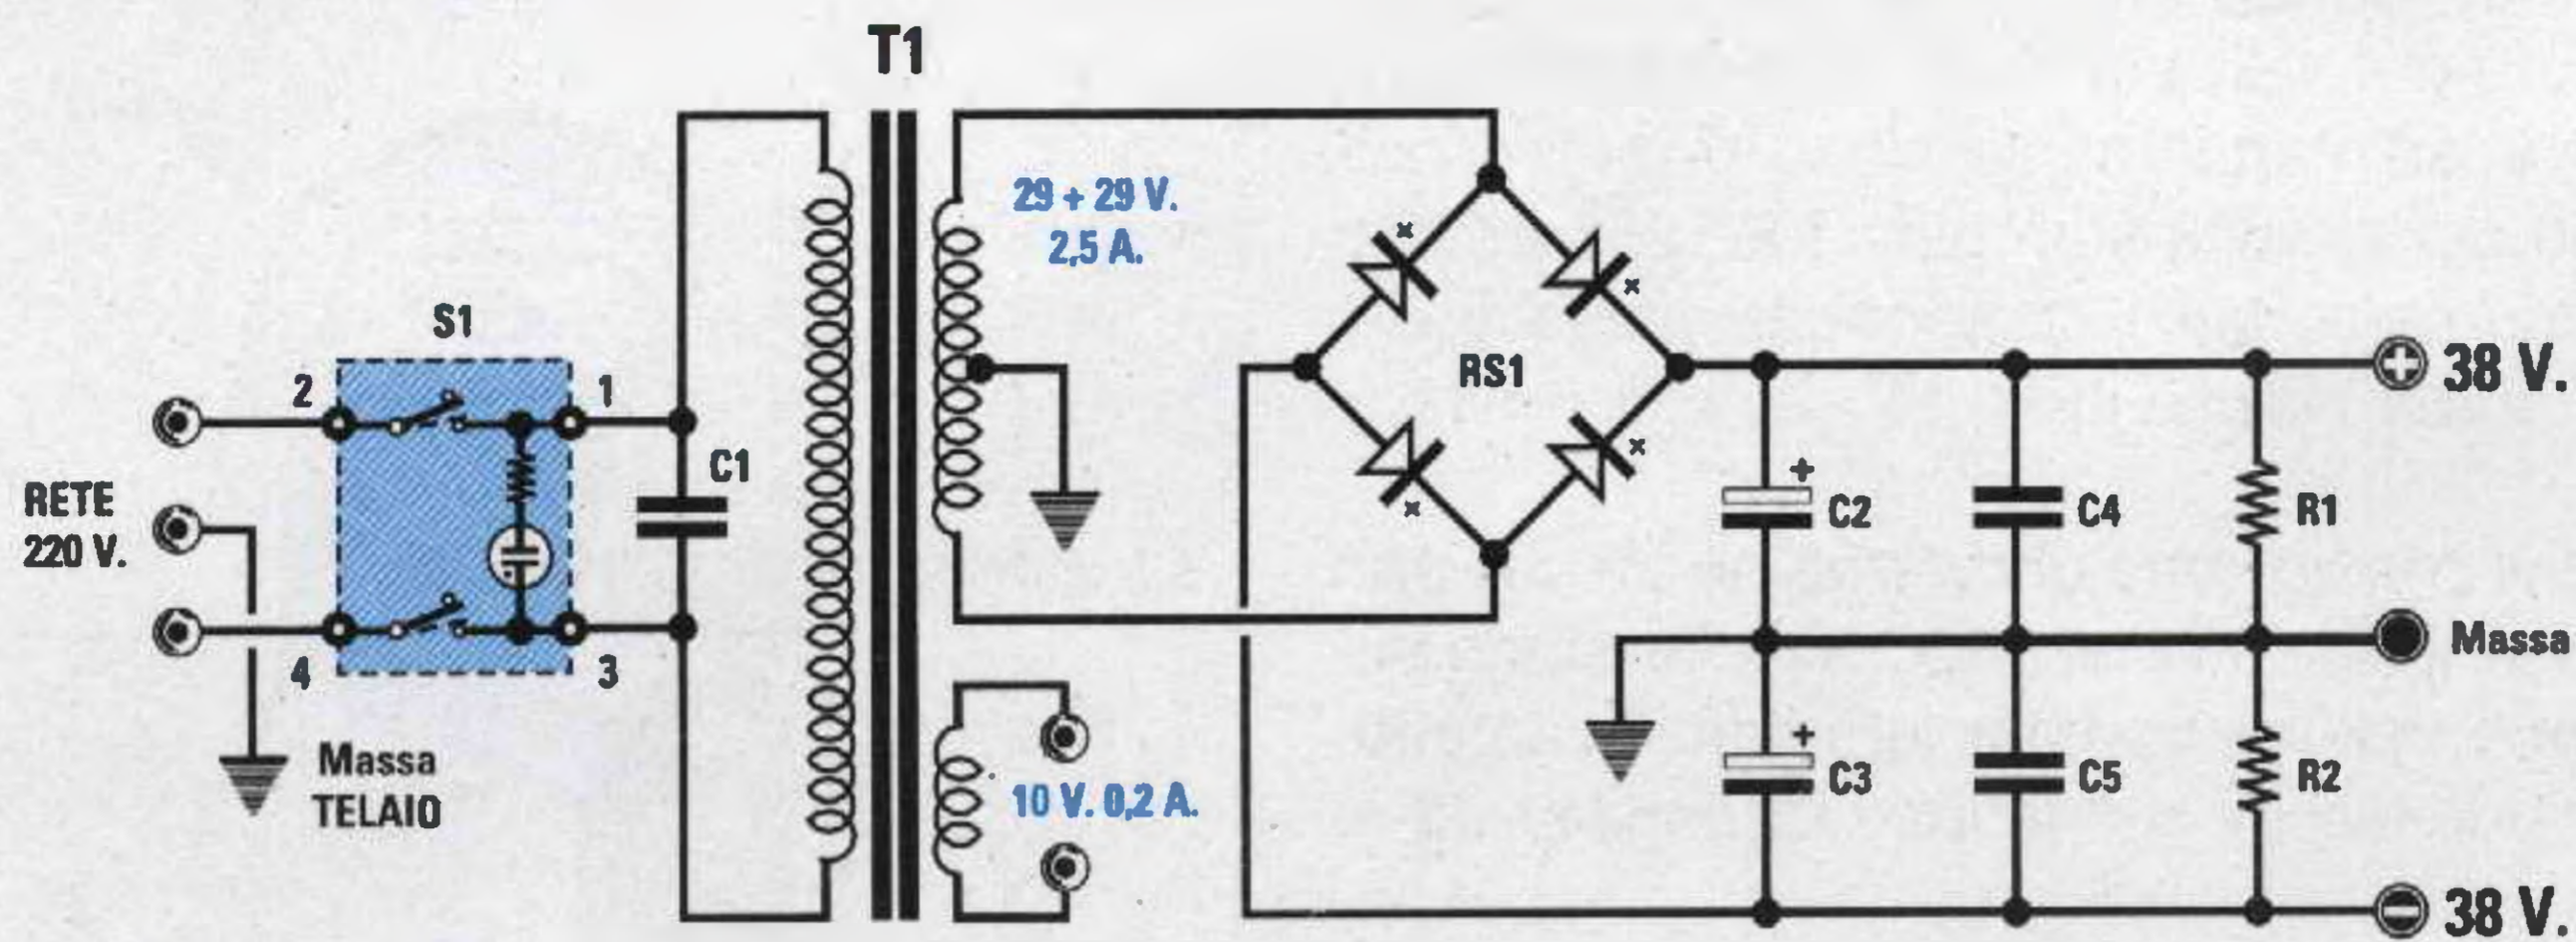 T1
29 + 29 V.
2,5 A.
S1
2
1
RS1
38 V.
C1
RETE
220 V.
+
C2
C4
R1
4
3
Massa
Massa
TELAIO
10 V. 0,2 A.
+
C3
C5
R2
38 V.